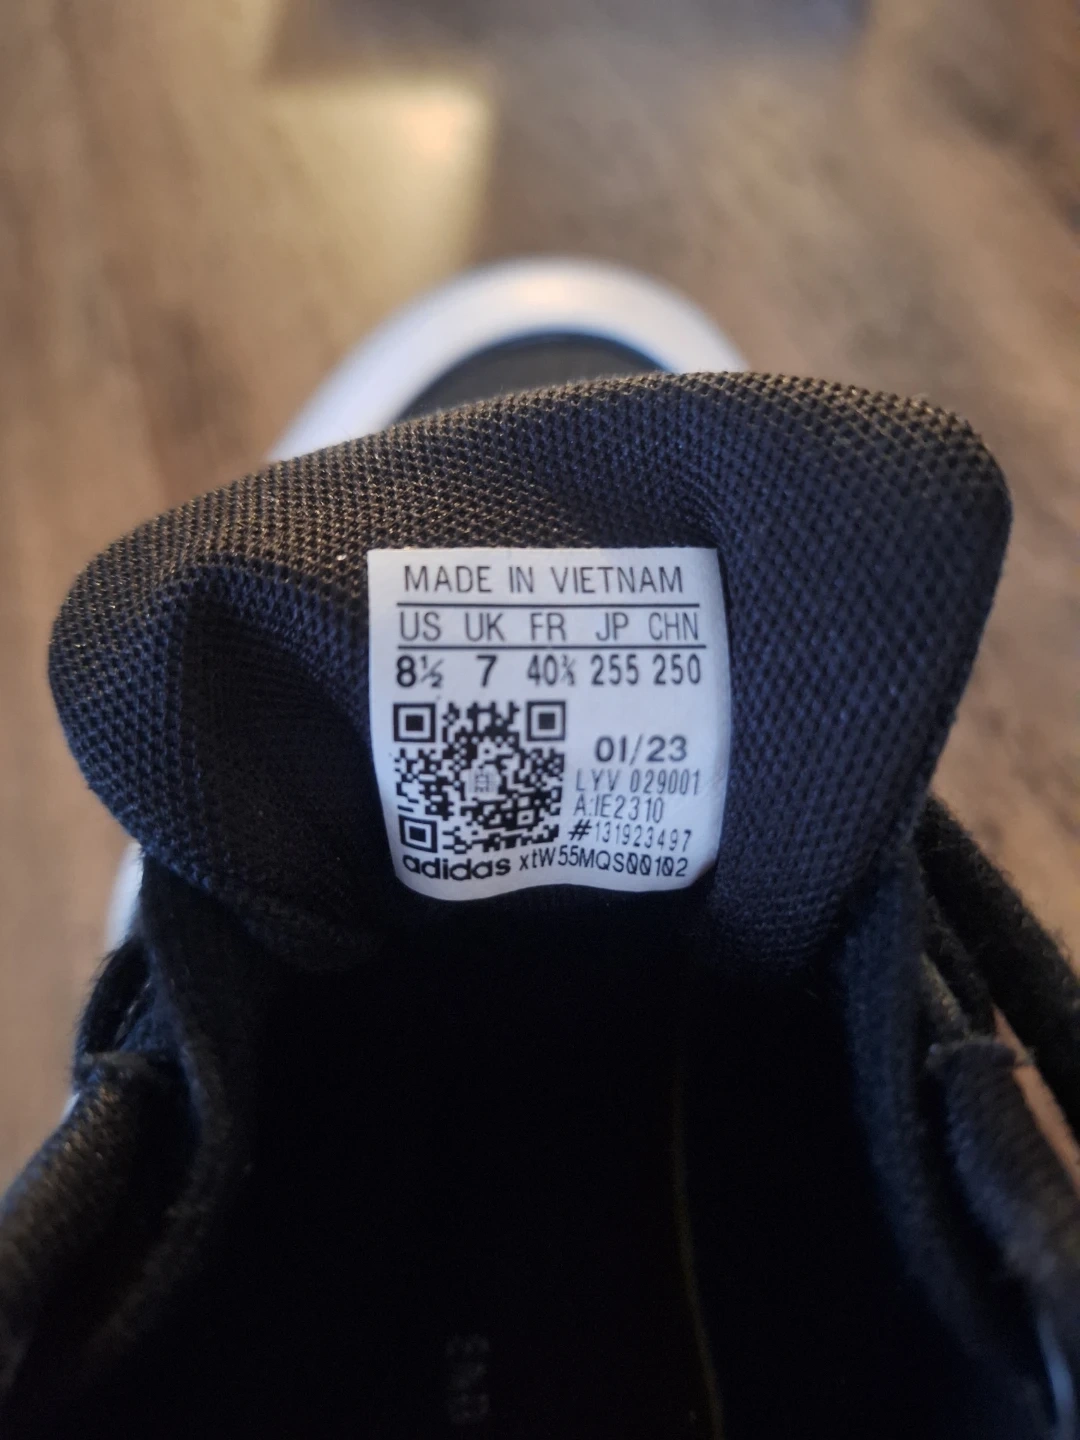 MADE IN VIETNAM
US UK FR JP CHN
8½ 7 40⅔ 255 250
01/23
LYV 029001
A:IE2310
#131923497
adidas xtW55MQS00102